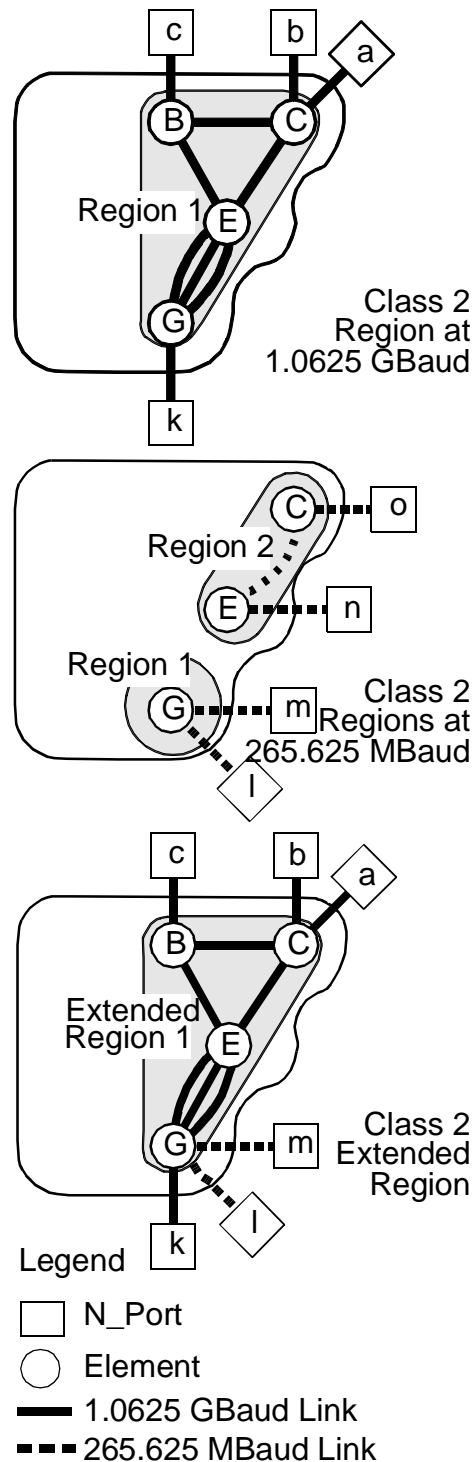 c
b
a
B
C
Region 1
E
G
Class 2
Region at
1.0625 GBaud
k
C
o
Region 2
E
n
Region 1
G
m
Class 2
Regions at
265.625 MBaud
l
c
b
a
B
C
Extended
Region 1
E
G
m
Class 2
Extended
Region
k
l
Legend
N_Port
Element
1.0625 GBaud Link
265.625 MBaud Link